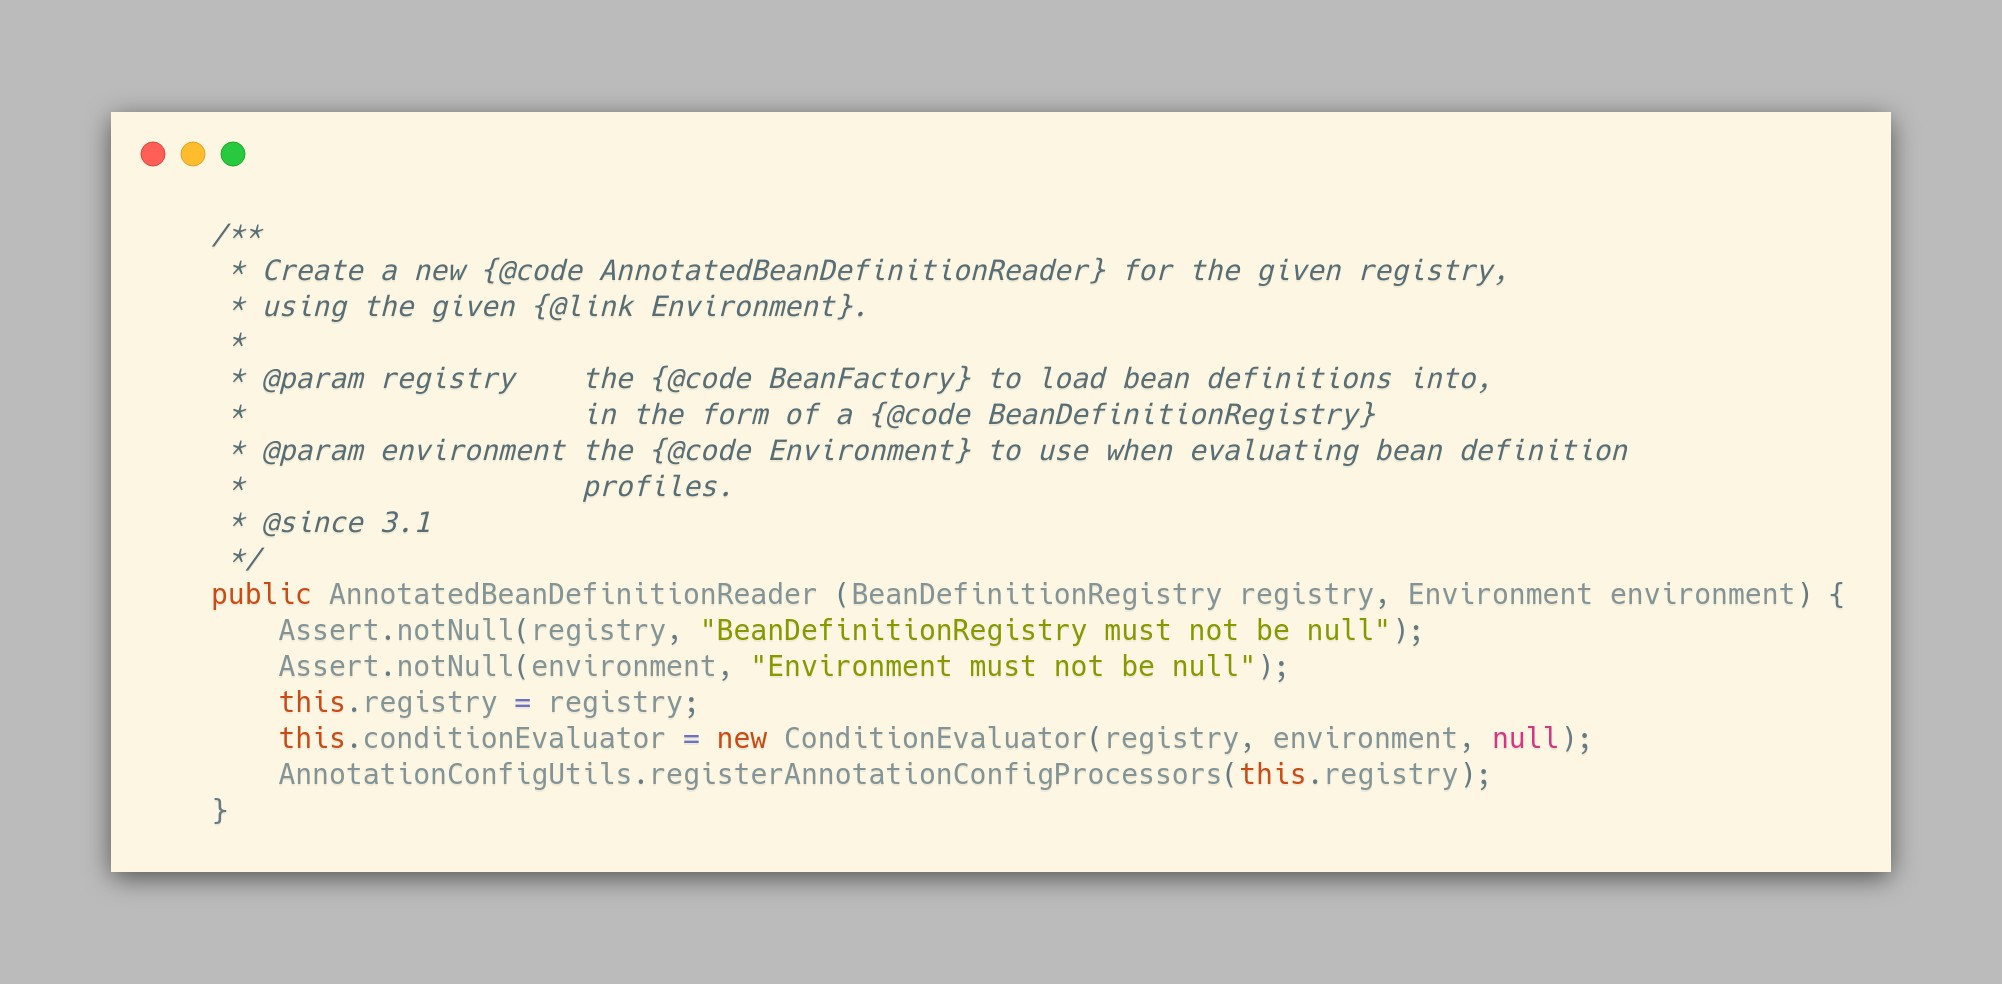 /**
 * Create a new {@code AnnotatedBeanDefinitionReader} for the given registry,
 * using the given {@link Environment}.
 *
 * @param registry    the {@code BeanFactory} to load bean definitions into,
 *                    in the form of a {@code BeanDefinitionRegistry}
 * @param environment the {@code Environment} to use when evaluating bean definition
 *                    profiles.
 * @since 3.1
 */
public AnnotatedBeanDefinitionReader (BeanDefinitionRegistry registry, Environment environment) {
    Assert.notNull(registry, "BeanDefinitionRegistry must not be null");
    Assert.notNull(environment, "Environment must not be null");
    this.registry = registry;
    this.conditionEvaluator = new ConditionEvaluator(registry, environment, null);
    AnnotationConfigUtils.registerAnnotationConfigProcessors(this.registry);
}